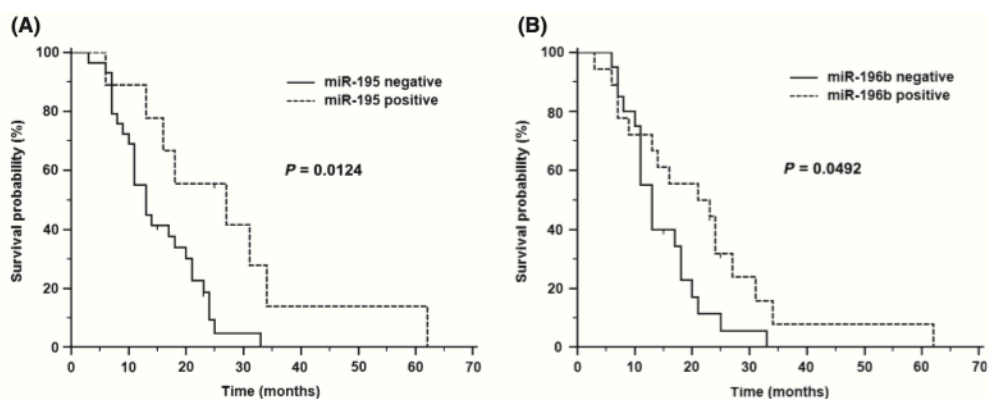 (A)
100
80
60
40
20
0
Survival probability (%)
miR-195 negative
miR-195 positive
P = 0.0124
0 10 20 30 40 50 60 70
Time (months)
(B)
100
80
60
40
20
0
Survival probability (%)
miR-196b negative
miR-196b positive
P = 0.0492
0 10 20 30 40 50 60 70
Time (months)